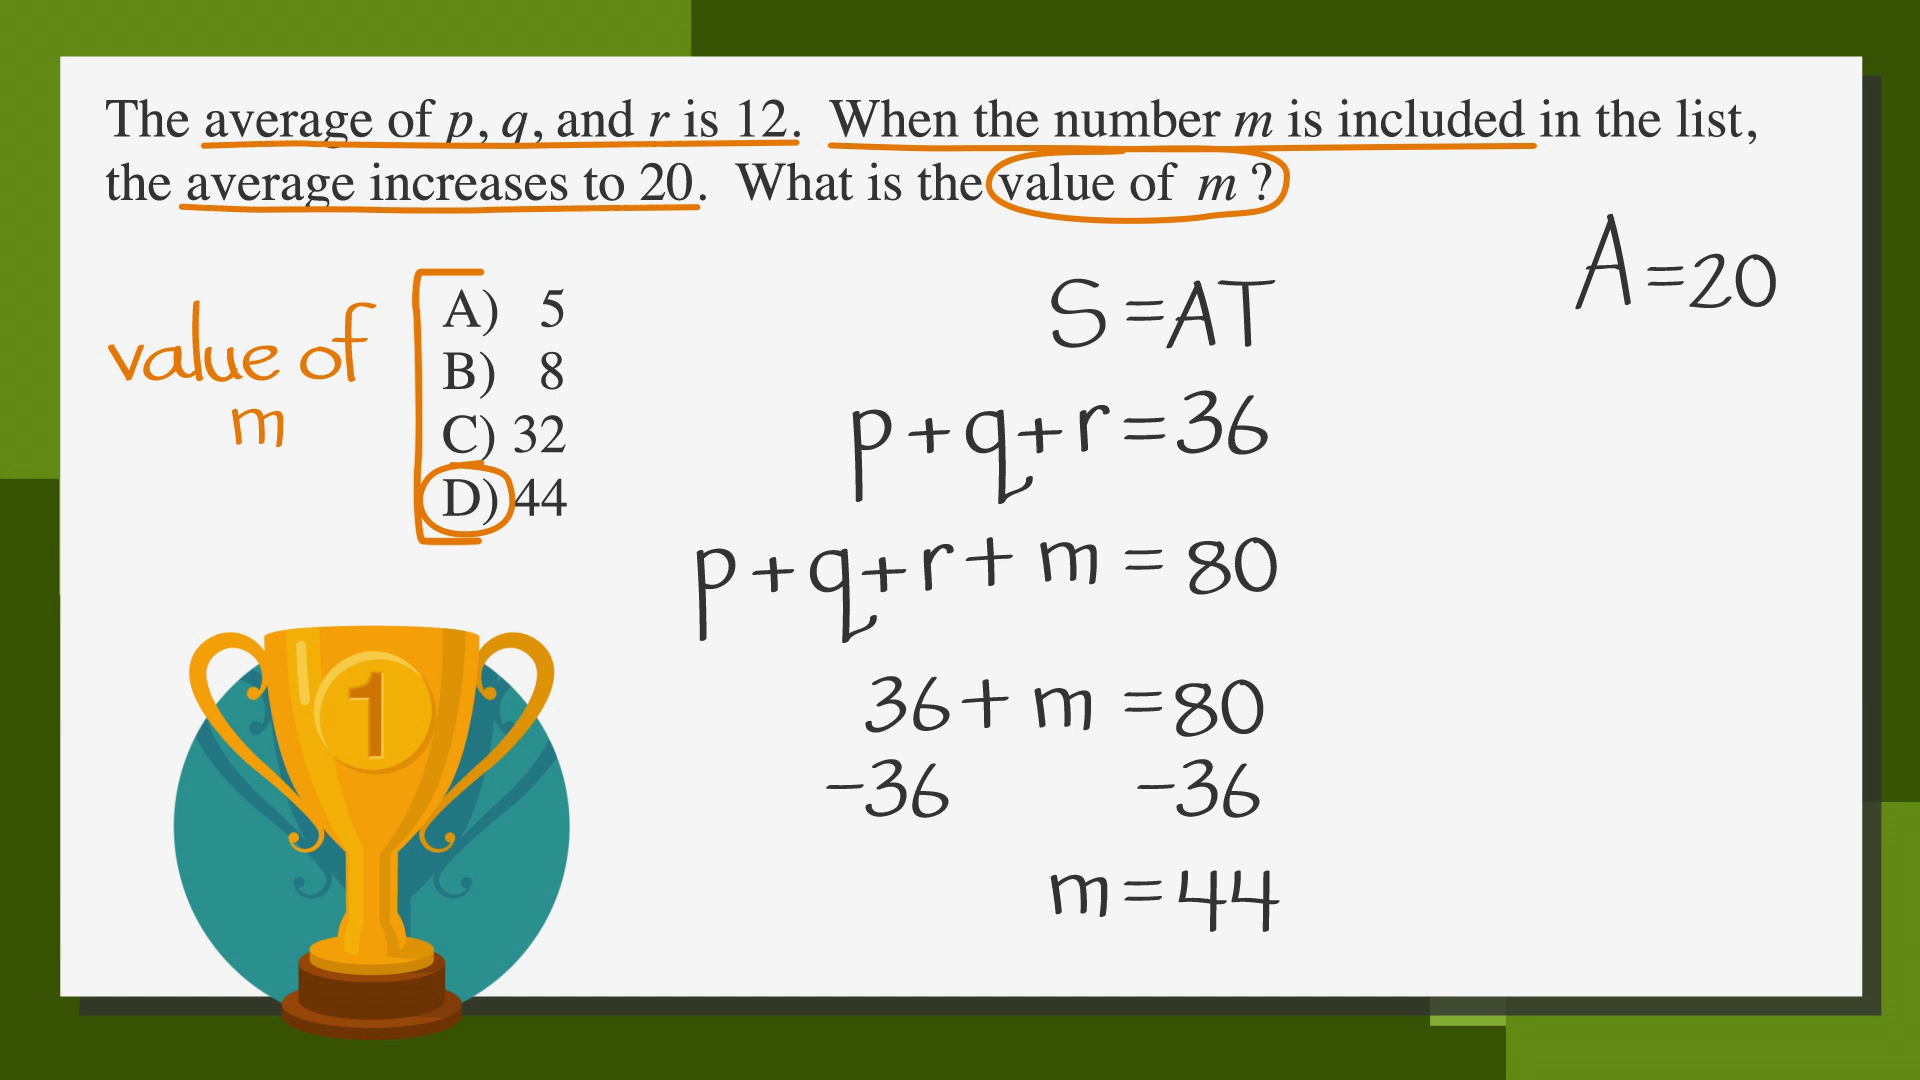 The average of p, q, and r is 12. When the number m is included in the list,
the average increases to 20. What is the value of m ?
A = 20
value of
m
A) 5
B) 8
C) 32
D) 44
S = AT
p + q + r = 36
p + q + r + m = 80
36 + m = 80
-36 -36
m = 44
1